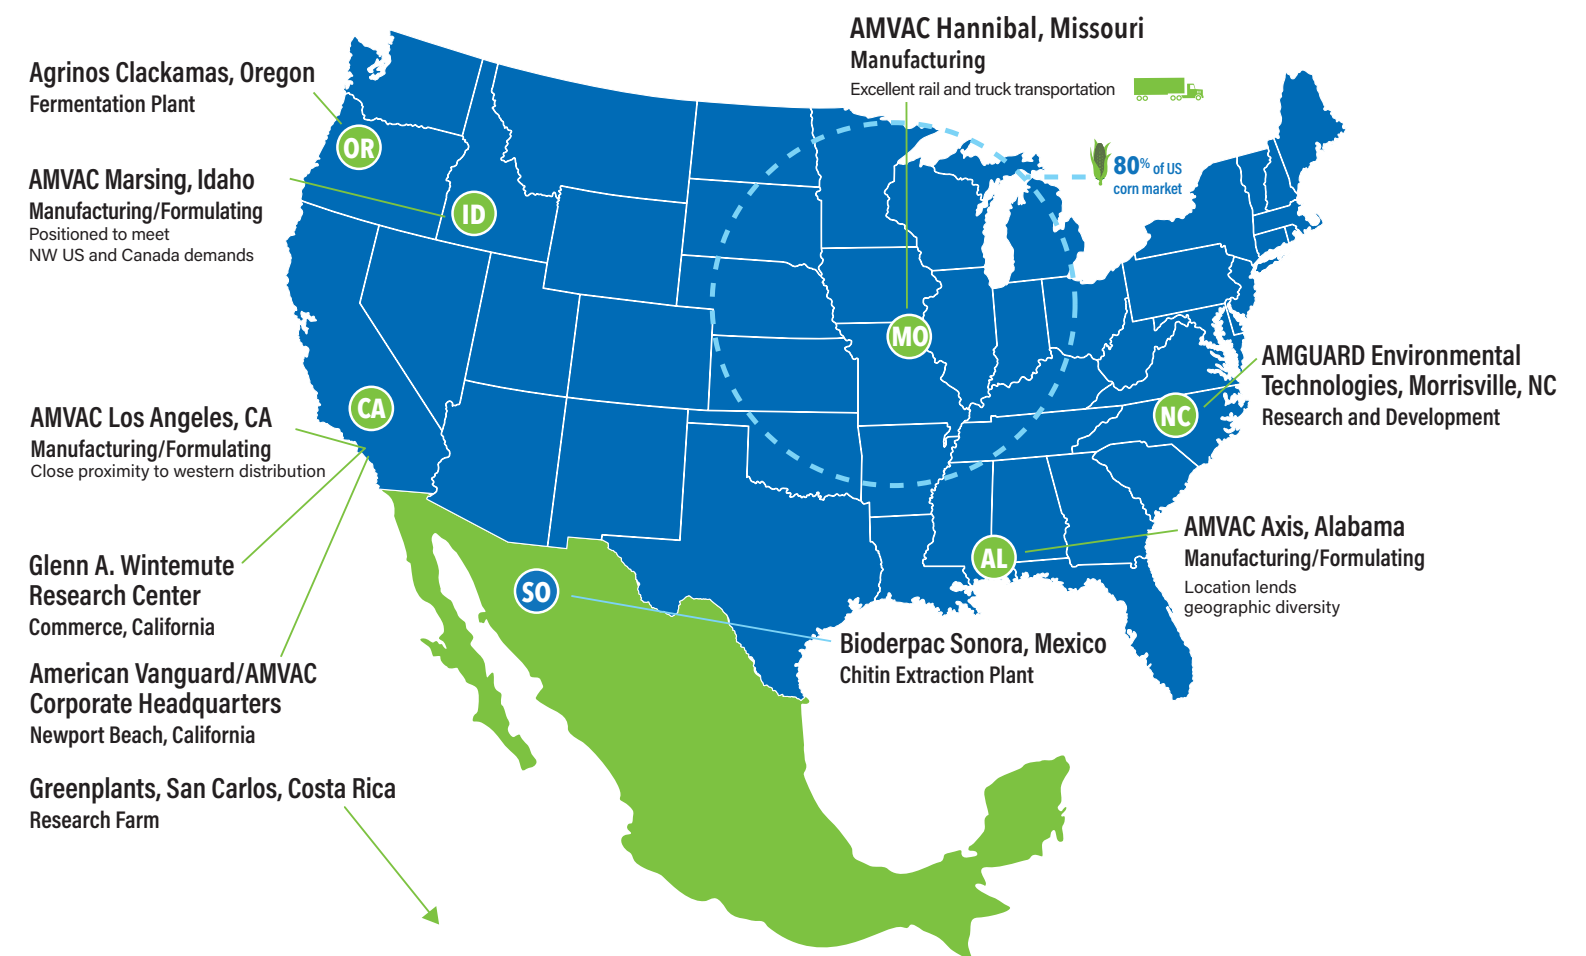 Agrinos Clackamas, Oregon
Fermentation Plant
OR
AMVAC Marsing, Idaho
Manufacturing/Formulating
Positioned to meet
NW US and Canada demands
ID
AMVAC Hannibal, Missouri
Manufacturing
Excellent rail and truck transportation
MO
80% of US
corn market
AMGUARD Environmental
Technologies, Morrisville, NC
Research and Development
NC
AMVAC Los Angeles, CA
Manufacturing/Formulating
Close proximity to western distribution
CA
Glenn A. Wintemute
Research Center
Commerce, California
American Vanguard/AMVAC
Corporate Headquarters
Newport Beach, California
AMVAC Axis, Alabama
Manufacturing/Formulating
Location lends
geographic diversity
AL
SO
Bioderpac Sonora, Mexico
Chitin Extraction Plant
Greenplants, San Carlos, Costa Rica
Research Farm